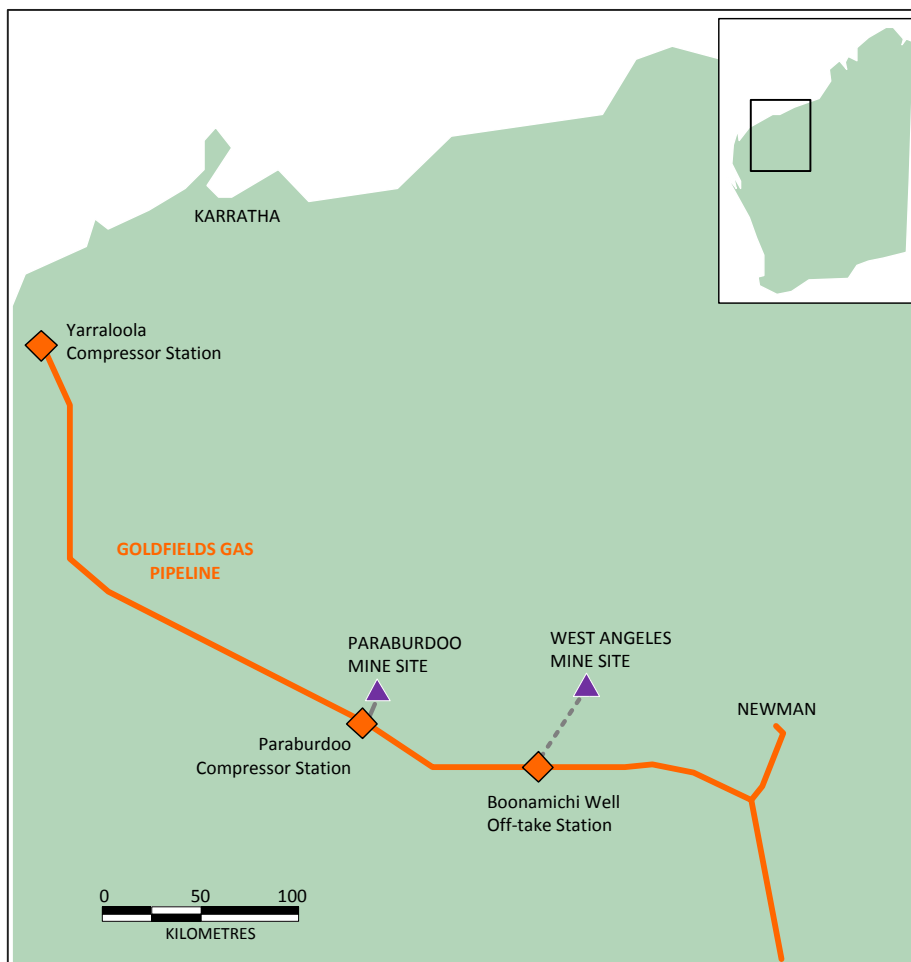 KARRATHA
Yarraloola
Compressor Station
GOLDFIELDS GAS
PIPELINE
PARABURDOO
MINE SITE
WEST ANGELES
MINE SITE
NEWMAN
Paraburdoo
Compressor Station
Boonamichi Well
Off-take Station
0 50 100
KILOMETRES